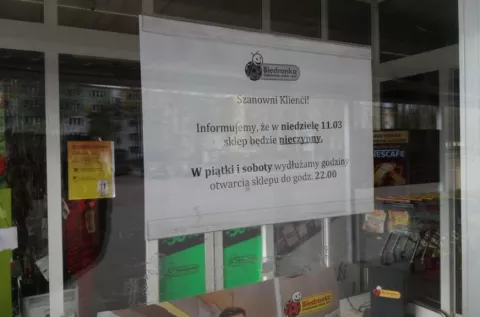 Biedronka
Szanowni Klienci!
Informujemy, że w niedzielę 11.03
sklep będzie nieczynny.
W piątki i soboty wydłużamy godziny
otwarcia sklepu do godz. 22.00
NESCAFÉ
Biedronka